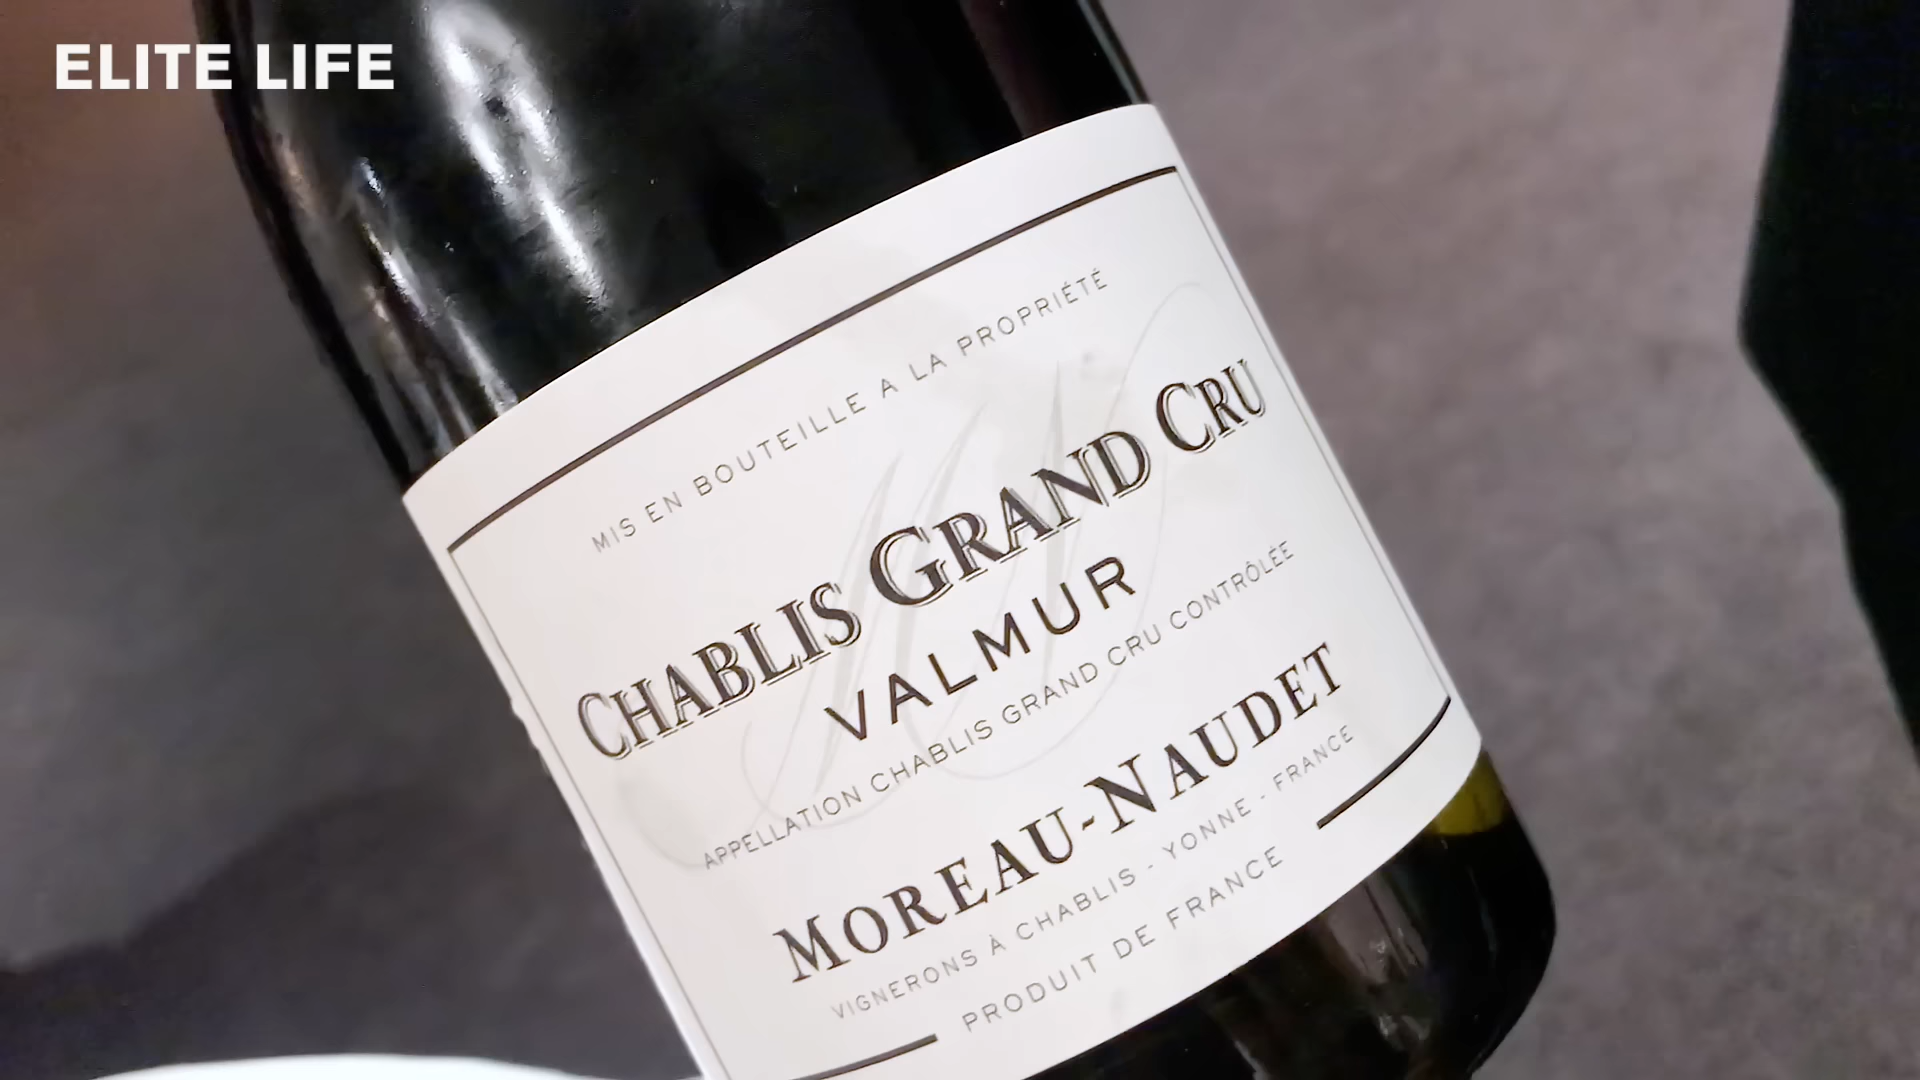 ELITE LIFE
MIS EN BOUTEILLE A LA PROPRIÉTÉ
CHABLIS GRAND CRU
VALMUR
APPELLATION CHABLIS GRAND CRU CONTRÔLÉE
MOREAU-NAUDET
VIGNERONS À CHABLIS - YONNE - FRANCE
PRODUIT DE FRANCE